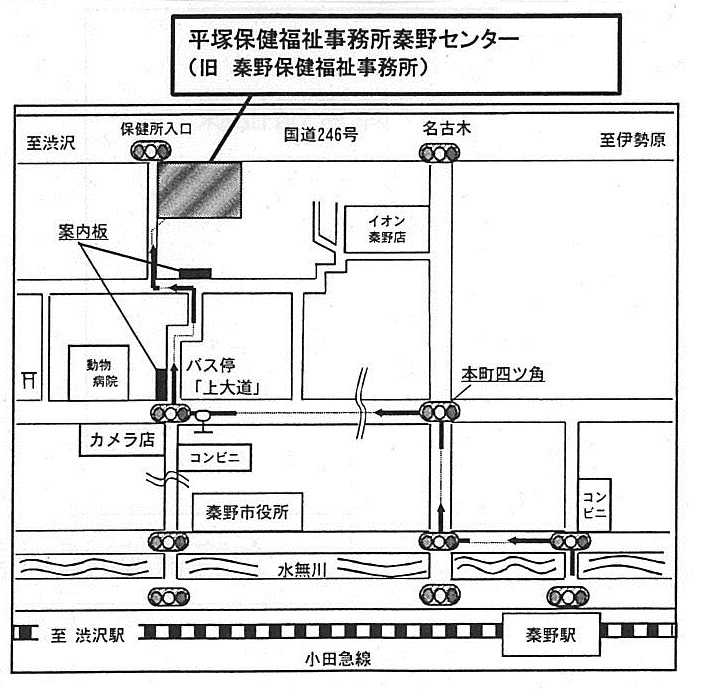 平塚保健福祉事務所秦野センター
(旧 秦野保健福祉事務所)
保健所入口
国道246号
名古木
至渋沢
至伊勢原
イオン
秦野店
案内板
動物
病院
バス停
「上大道」
本町四ツ角
カメラ店
コンビニ
コン
ビニ
秦野市役所
水無川
至 渋沢駅
秦野駅
小田急線